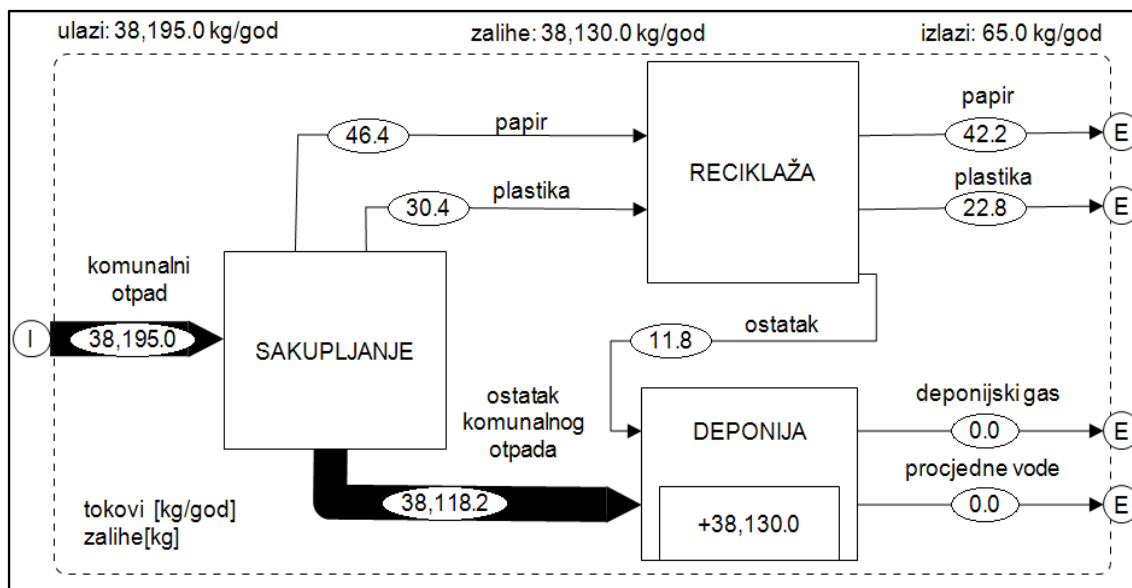 ulazi: 38,195.0 kg/god
zalihe: 38,130.0 kg/god
izlazi: 65.0 kg/god
papir
46.4
papir
42.2
E
RECIKLAŽA
plastika
30.4
plastika
22.8
E
komunalni
otpad
I
38,195.0
SAKUPLJANJE
ostatak
11.8
ostatak
komunalnog
otpada
38,118.2
DEPONIJA
+38,130.0
deponijski gas
0.0
E
procjedne vode
0.0
E
tokovi [kg/god]
zalihe[kg]